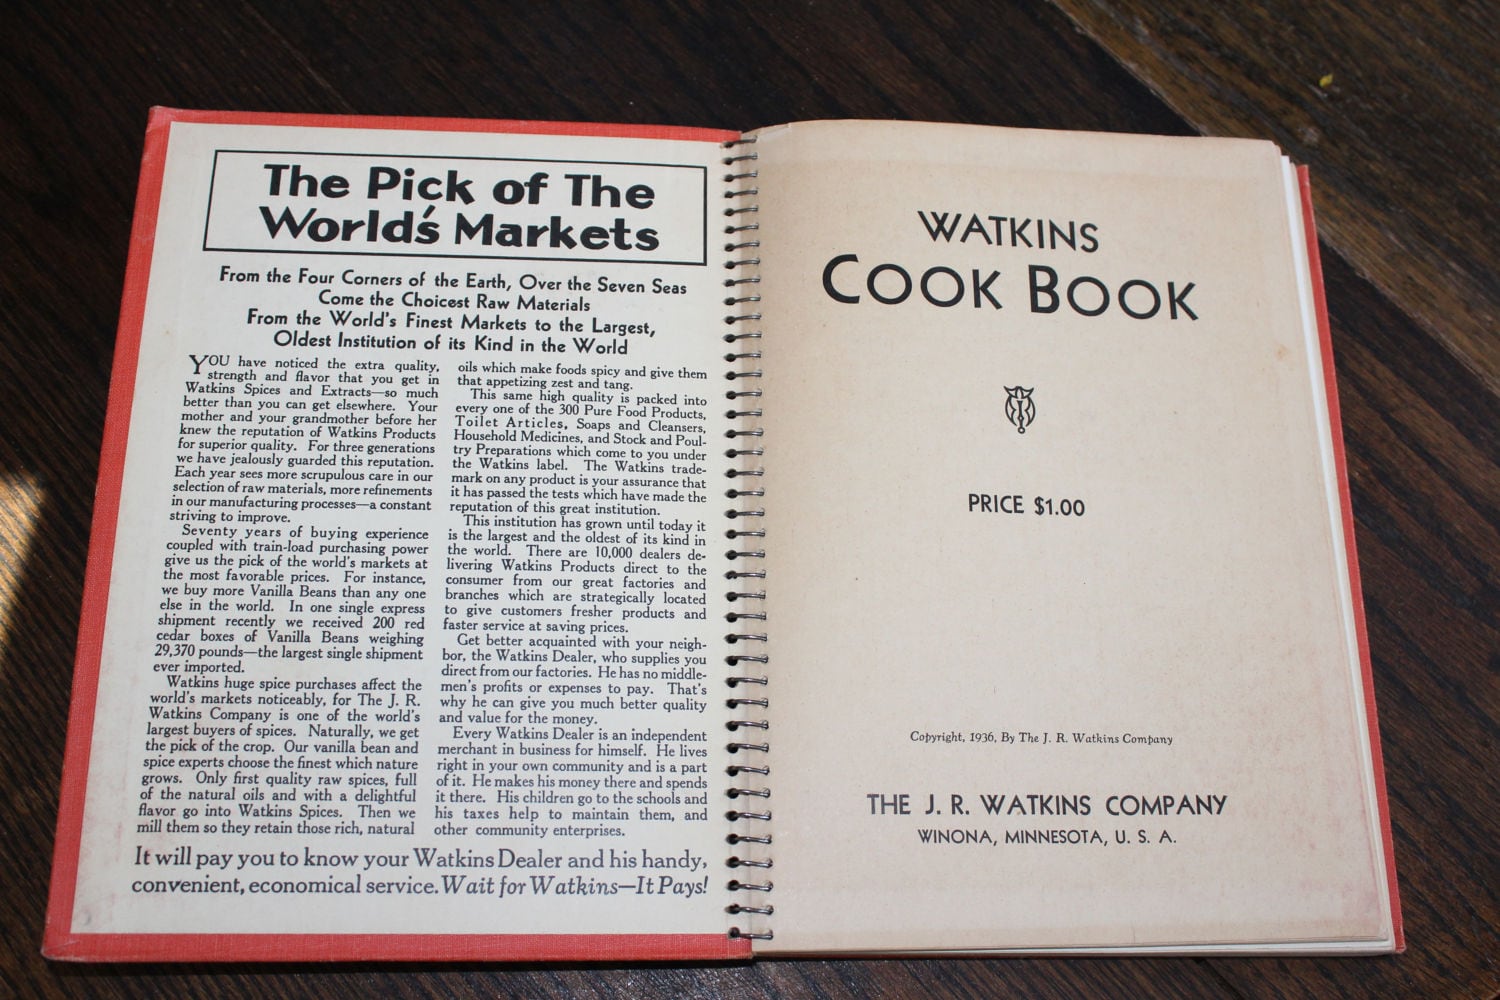 The Pick of The
World's Markets
From the Four Corners of the Earth, Over the Seven Seas
Come the Choicest Raw Materials
From the World's Finest Markets to the Largest,
Oldest Institution of its Kind in the World
YOU have noticed the extra quality,
strength and flavor that you get in
Watkins Spices and Extracts—so much
better than you can get elsewhere. Your
mother and your grandmother before her
knew the reputation of Watkins Products
for superior quality. For three generations
we have jealously guarded this reputation.
Each year sees more scrupulous care in our
selection of raw materials, more refinements
in our manufacturing processes—a constant
striving to improve.
Seventy years of buying experience
coupled with train-load purchasing power
give us the pick of the world's markets at
the most favorable prices. For instance,
we buy more Vanilla Beans than any one
else in the world. In one single express
shipment recently we received 200 red
cedar boxes of Vanilla Beans weighing
29,370 pounds—the largest single shipment
ever imported.
Watkins huge spice purchases affect the
world's markets noticeably, for The J. R.
Watkins Company is one of the world's
largest buyers of spices. Naturally, we get
the pick of the crop. Our vanilla bean and
spice experts choose the finest which nature
grows. Only first quality raw spices, full
of the natural oils and with a delightful
flavor go into Watkins Spices. Then we
mill them so they retain those rich, natural
oils which make foods spicy and give them
that appetizing zest and tang.
This same high quality is packed into
every one of the 300 Pure Food Products,
Toilet Articles, Soaps and Cleansers,
Household Medicines, and Stock and Poul-
try Preparations which come to you under
the Watkins label. The Watkins trade-
mark on any product is your assurance that
it has passed the tests which have made the
reputation of this great institution.
This institution has grown until today it
is the largest and the oldest of its kind in
the world. There are 10,000 dealers de-
livering Watkins Products direct to the
consumer from our great factories and
branches which are strategically located
to give customers fresher products and
faster service at saving prices.
Get better acquainted with your neigh-
bor, the Watkins Dealer, who supplies you
direct from our factories. He has no middle-
men's profits or expenses to pay. That's
why he can give you much better quality
and value for the money.
Every Watkins Dealer is an independent
merchant in business for himself. He lives
right in your own community and is a part
of it. He makes his money there and spends
it there. His children go to the schools and
his taxes help to maintain them, and
other community enterprises.
It will pay you to know your Watkins Dealer and his handy,
convenient, economical service. Wait for Watkins—It Pays!
WATKINS
COOK BOOK
PRICE $1.00
Copyright, 1936, By The J. R. Watkins Company
THE J. R. WATKINS COMPANY
WINONA, MINNESOTA, U. S. A.